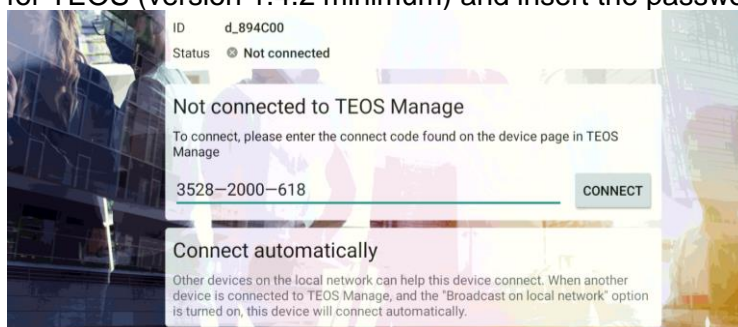 for TEOS (version 1.4.2 minimum) and insert the passwo
ID d_894C00
Status Not connected
Not connected to TEOS Manage
To connect, please enter the connect code found on the device page in TEOS
Manage
3528–2000–618
CONNECT
Connect automatically
Other devices on the local network can help this device connect. When another
device is connected to TEOS Manage, and the "Broadcast on local network" option
is turned on, this device will connect automatically.